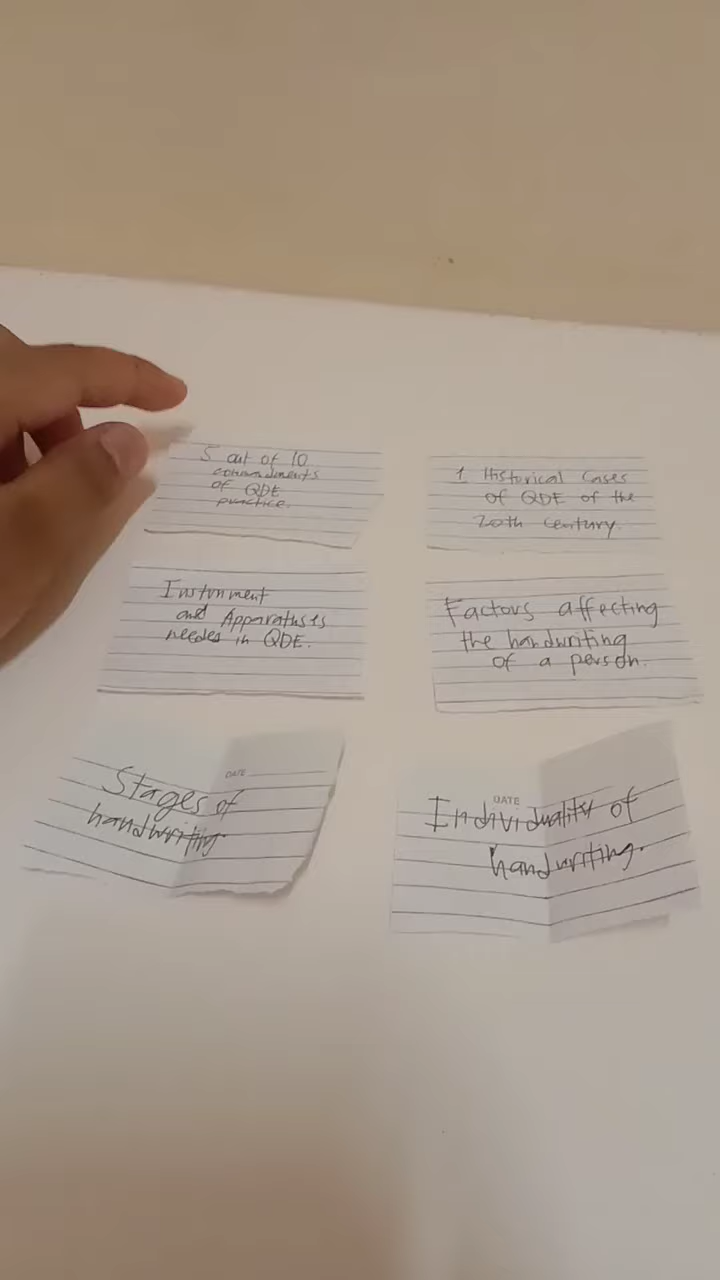 5 out of 10
commandments
of QDE
practice.
1 Historical Cases
of QDE of the
20th century.
Instrument
and Apparatuses
needes in QDE.
Factors affecting
the handwriting
of a person.
DATE
Stages of
handwriting
DATE
Individuality of
handwriting.